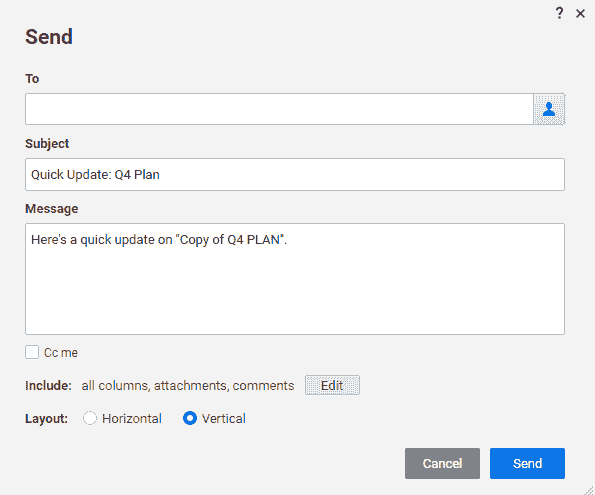 ?
Send
To
Subject
Quick Update: Q4 Plan
Message
Here's a quick update on "Copy of Q4 PLAN".
Cc me
Include: all columns, attachments, comments Edit
Layout: Horizontal Vertical
Cancel Send